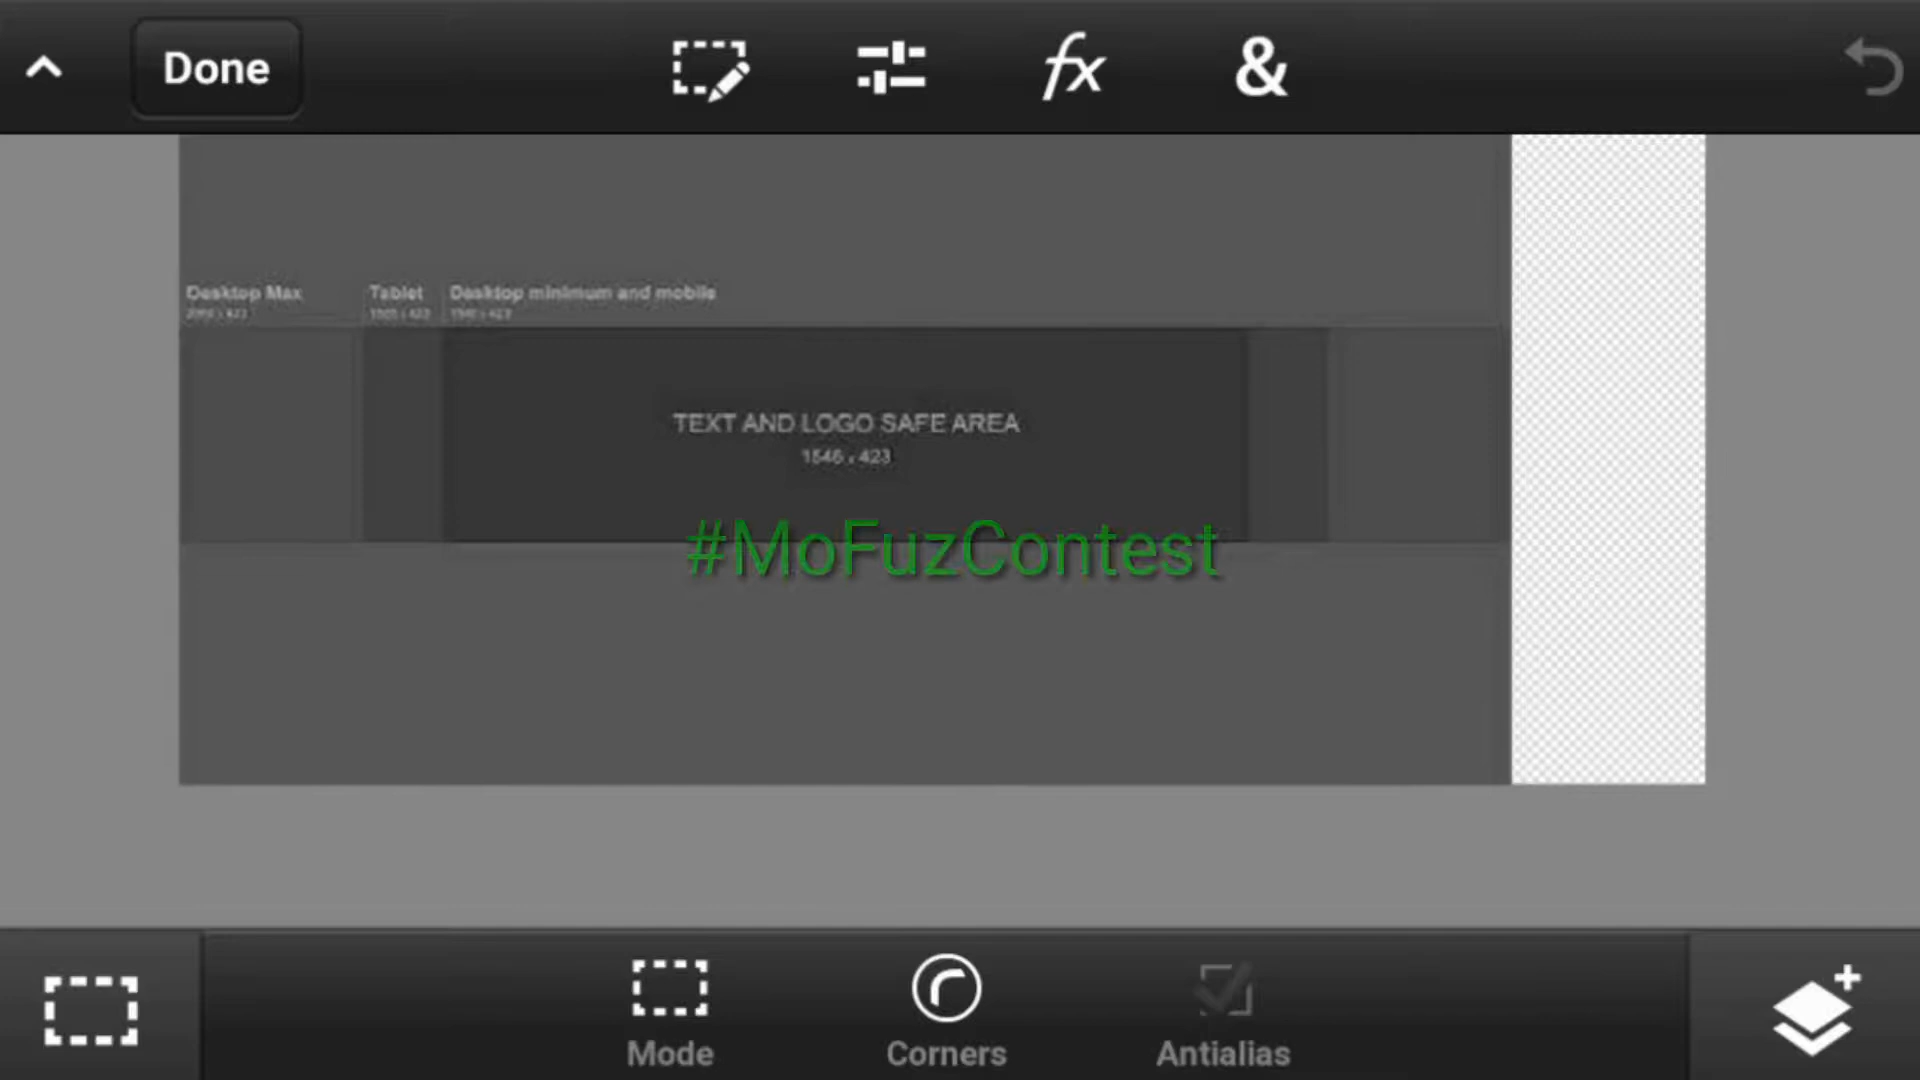 Done
fx
&
Desktop Max
Tablet
Desktop minimum and mobile
TEXT AND LOGO SAFE AREA
1546 x 423
#MoFuzContest
Mode
Corners
Antialias